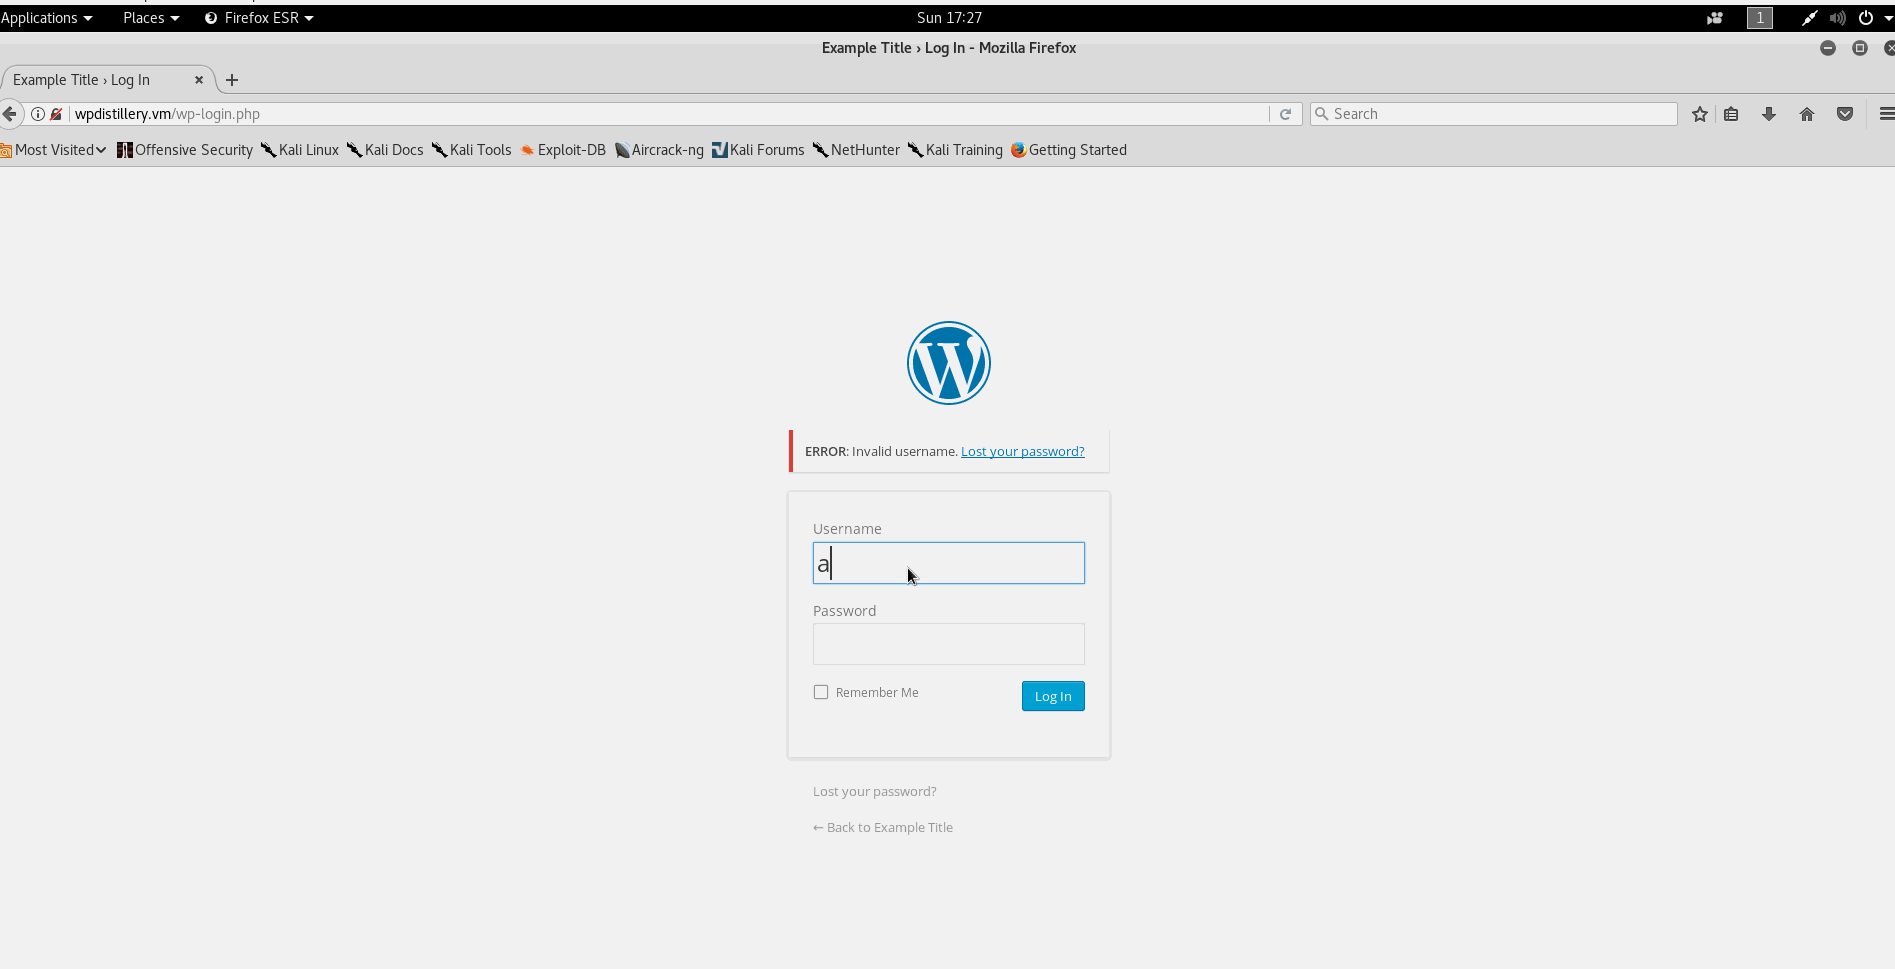 Applications Places Firefox ESR Sun 17:27 1
Example Title › Log In - Mozilla Firefox
Example Title › Log In
wpdistillery.vm/wp-login.php Search
Most Visited Offensive Security Kali Linux Kali Docs Kali Tools Exploit-DB Aircrack-ng Kali Forums NetHunter Kali Training Getting Started
ERROR: Invalid username. Lost your password?
Username
a
Password
Remember Me Log In
Lost your password?
← Back to Example Title